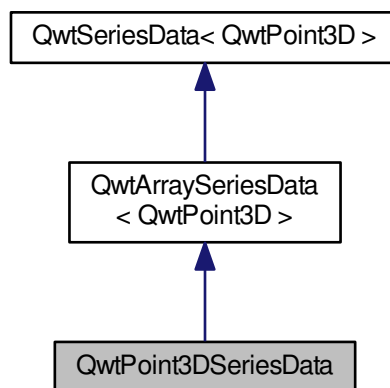 QwtSeriesData< QwtPoint3D >
QwtArraySeriesData
< QwtPoint3D >
QwtPoint3DSeriesData